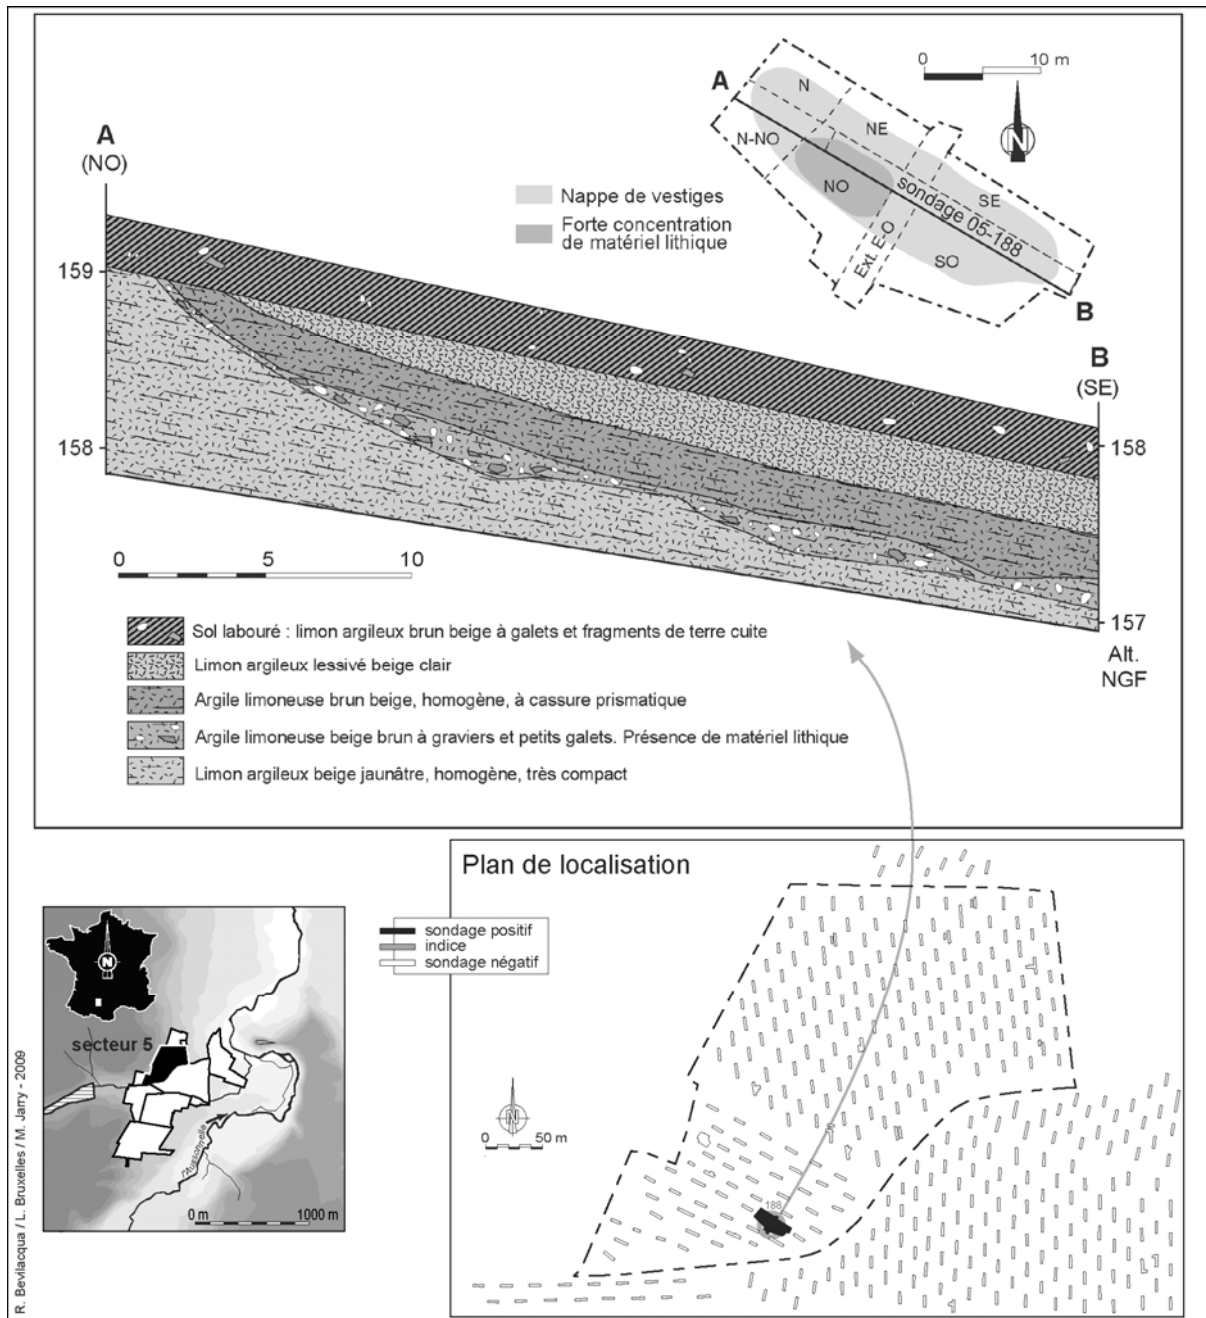 0 10 m
A
N
NE
N-NO
N
NO
SE
sondage 05-188
Ext. E-O
SO
B
Nappe de vestiges
Forte concentration
de matériel lithique
A
(NO)
159
158
B
(SE)
158
157
Alt.
NGF
0 5 10
Sol labouré : limon argileux brun beige à galets et fragments de terre cuite
Limon argileux lessivé beige clair
Argile limoneuse brun beige, homogène, à cassure prismatique
Argile limoneuse beige brun à graviers et petits galets. Présence de matériel lithique
Limon argileux beige jaunâtre, homogène, très compact
Plan de localisation
sondage positif
indice
sondage négatif
N
secteur 5
l'Aussonnelle
0 m 1000 m
N
0 50 m
188
R. Bevilacqua / L. Bruxelles / M. Jarry - 2009